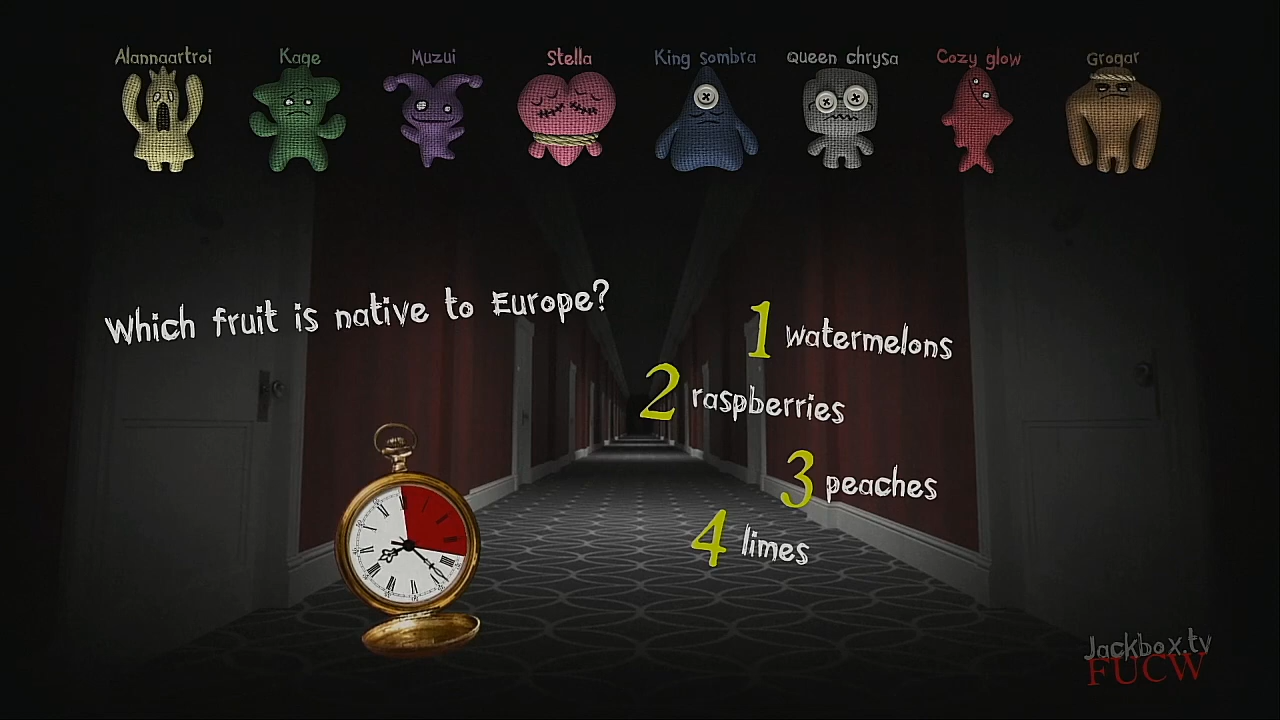 Alannaartroi
Kage
Muzui
Stella
King sombra
Queen chrysa
Cozy glow
Grogar
Which fruit is native to Europe?
1 watermelons
2 raspberries
3 peaches
4 limes
Jackbox.tv
FUCW